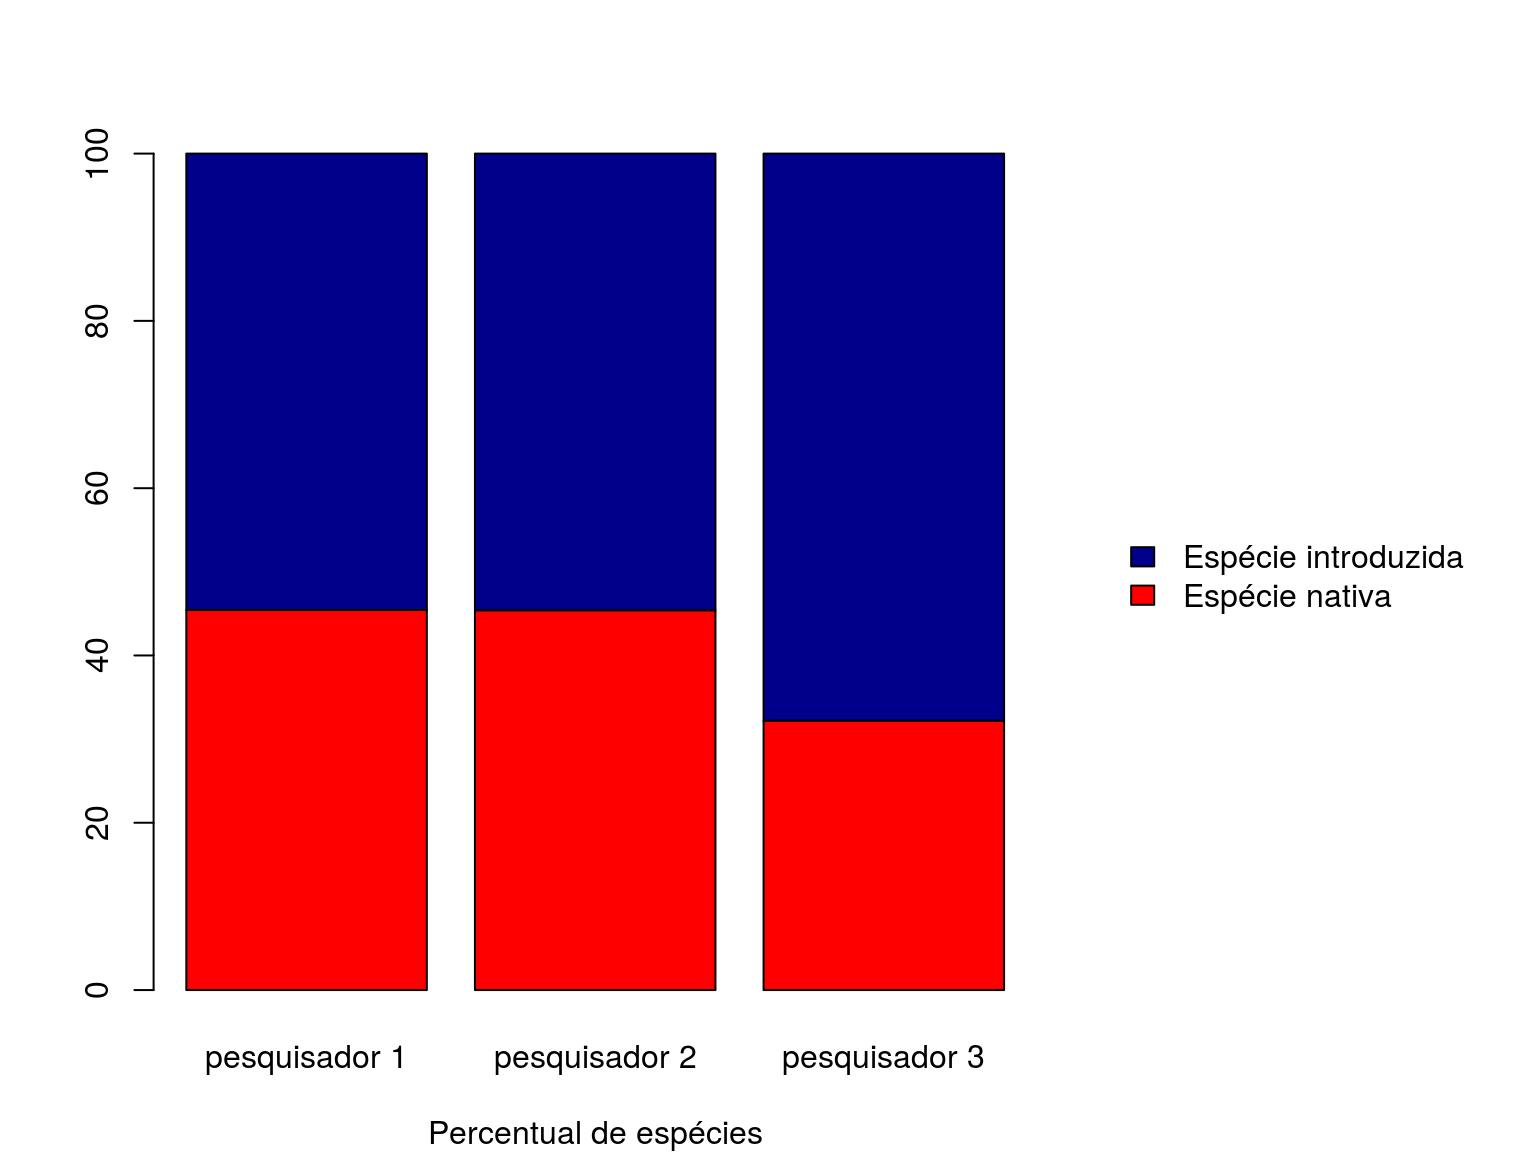 100
80
60
40
20
0
Espécie introduzida
Espécie nativa
pesquisador 1
pesquisador 2
pesquisador 3
Percentual de espécies